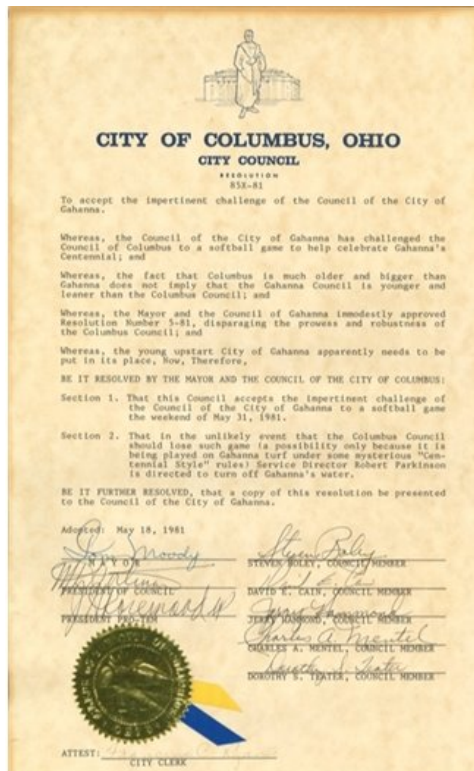 CITY OF COLUMBUS, OHIO
CITY COUNCIL
RESOLUTION
85X-81
To accept the impertinent challenge of the Council of the City of
Gahanna.
Whereas, the Council of the City of Gahanna has challenged the
Council of Columbus to a softball game to help celebrate Gahanna's
Centennial; and
Whereas, the fact that Columbus is much older and bigger than
Gahanna does not imply that the Gahanna Council is younger and
leaner than the Columbus Council; and
Whereas, the Mayor and the Council of Gahanna immodestly approved
Resolution Number 5-81, disparaging the prowess and robustness of
the Columbus Council; and
Whereas, the young upstart City of Gahanna apparently needs to be
put in its place, Now, Therefore,
BE IT RESOLVED BY THE MAYOR AND THE COUNCIL OF THE CITY OF COLUMBUS:
Section 1. That this Council accepts the impertinent challenge of
the Council of the City of Gahanna to a softball game
the weekend of May 31, 1981.
Section 2. That in the unlikely event that the Columbus Council
should lose such game (a possibility only because it is
being played on Gahanna turf under some mysterious "Cen-
tennial Style" rules) Service Director Robert Parkinson
is directed to turn off Gahanna's water.
BE IT FURTHER RESOLVED, that a copy of this resolution be presented
to the Council of the City of Gahanna.
Adopted: May 18, 1981
Tom Moody
MAYOR
PRESIDENT OF COUNCIL
PRESIDENT PRO-TEM
Steven Boley
STEVEN BOLEY, COUNCIL MEMBER
David E. Cain
DAVID E. CAIN, COUNCIL MEMBER
Jerry Hammond
JERRY HAMMOND, COUNCIL MEMBER
Charles A. Mentel
CHARLES A. MENTEL, COUNCIL MEMBER
Dorothy S. Teater
DOROTHY S. TEATER, COUNCIL MEMBER
ATTEST:
CITY CLERK